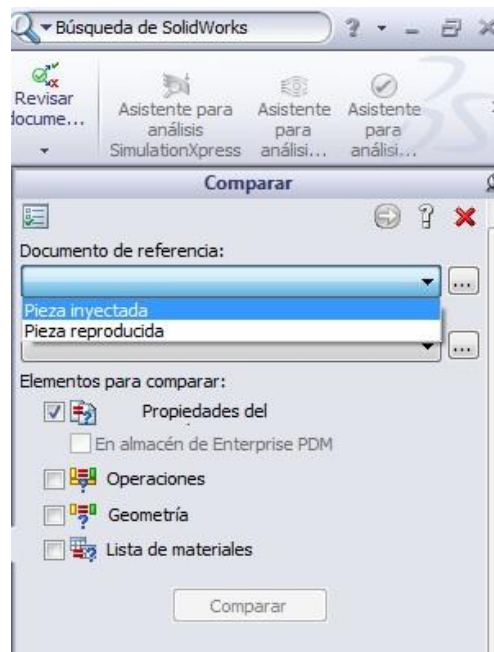 Búsqueda de SolidWorks
Revisar
docume...
Asistente para
análisis
SimulationXpress
Asistente
para
análisi...
Asistente
para
análisi...
Comparar
Documento de referencia:
Pieza inyectada
Pieza reproducida
Elementos para comparar:
Propiedades del
En almacén de Enterprise PDM
Operaciones
Geometría
Lista de materiales
Comparar